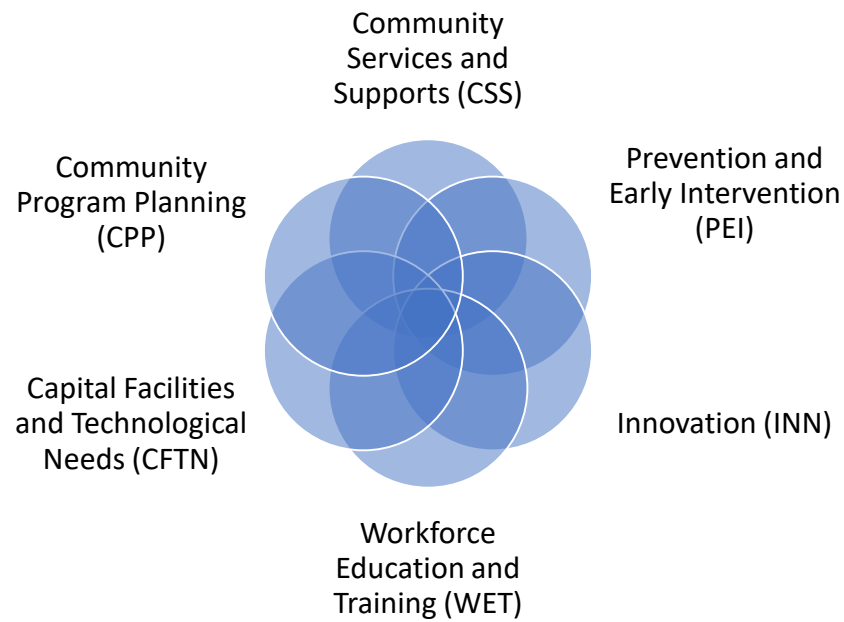 Community
Services and
Supports (CSS)
Prevention and
Early Intervention
(PEI)
Innovation (INN)
Workforce
Education and
Training (WET)
Capital Facilities
and Technological
Needs (CFTN)
Community
Program Planning
(CPP)